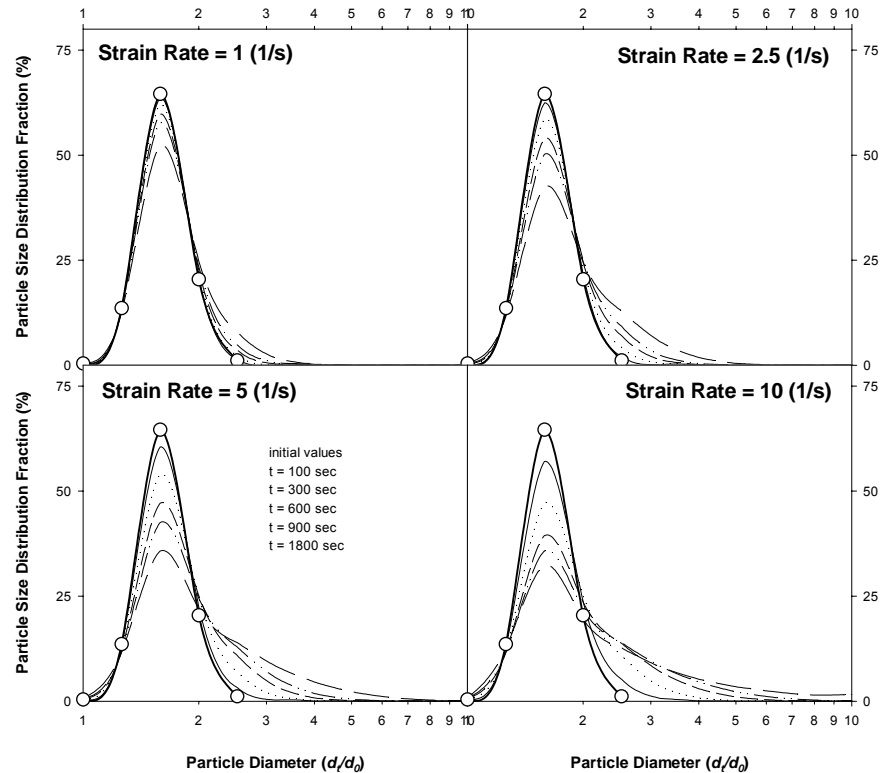 1 2 3 4 5 6 7 8 9 10 2 3 4 5 6 7 8 9 10
Strain Rate = 1 (1/s)
Strain Rate = 2.5 (1/s)
Particle Size Distribution Fraction (%)
75
50
25
0
75
50
25
0
Strain Rate = 5 (1/s)
Strain Rate = 10 (1/s)
Particle Size Distribution Fraction (%)
75
50
25
0
75
50
25
0
initial values
t = 100 sec
t = 300 sec
t = 600 sec
t = 900 sec
t = 1800 sec
1 2 3 4 5 6 7 8 9 10 2 3 4 5 6 7 8 9 10
Particle Diameter (dt/d0)
Particle Diameter (dt/d0)